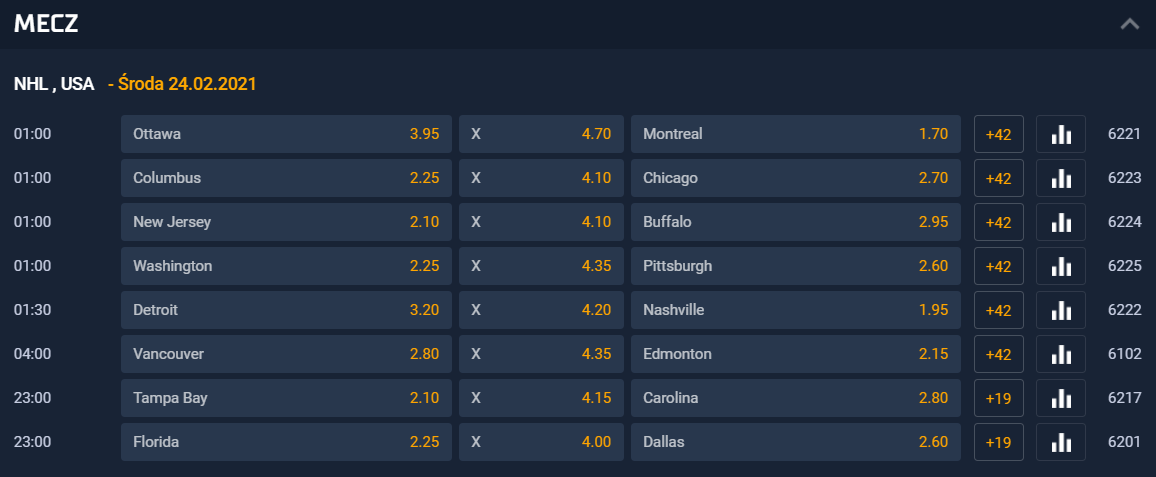 MECZ
NHL , USA - Środa 24.02.2021
01:00 Ottawa 3.95 X 4.70 Montreal 1.70 +42 6221
01:00 Columbus 2.25 X 4.10 Chicago 2.70 +42 6223
01:00 New Jersey 2.10 X 4.10 Buffalo 2.95 +42 6224
01:00 Washington 2.25 X 4.35 Pittsburgh 2.60 +42 6225
01:30 Detroit 3.20 X 4.20 Nashville 1.95 +42 6222
04:00 Vancouver 2.80 X 4.35 Edmonton 2.15 +42 6102
23:00 Tampa Bay 2.10 X 4.15 Carolina 2.80 +19 6217
23:00 Florida 2.25 X 4.00 Dallas 2.60 +19 6201